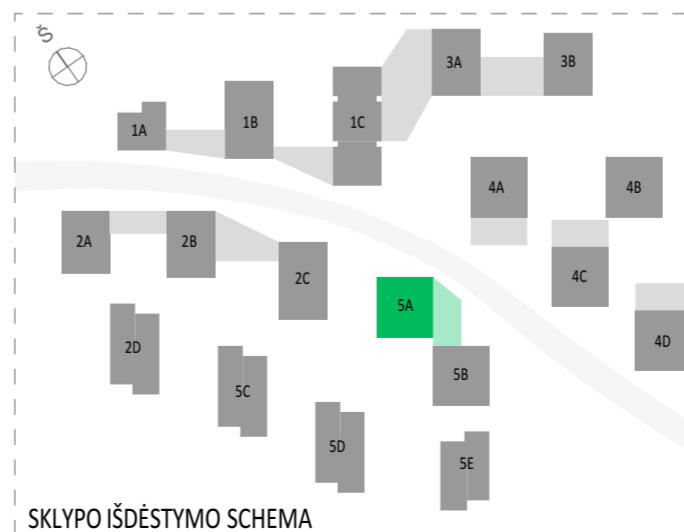 Š
3A
3B
1A
1B
1C
4A
4B
2A
2B
2C
4C
5A
4D
2D
5B
5C
5D
5E
SKLYPO IŠDĖSTYMO SCHEMA